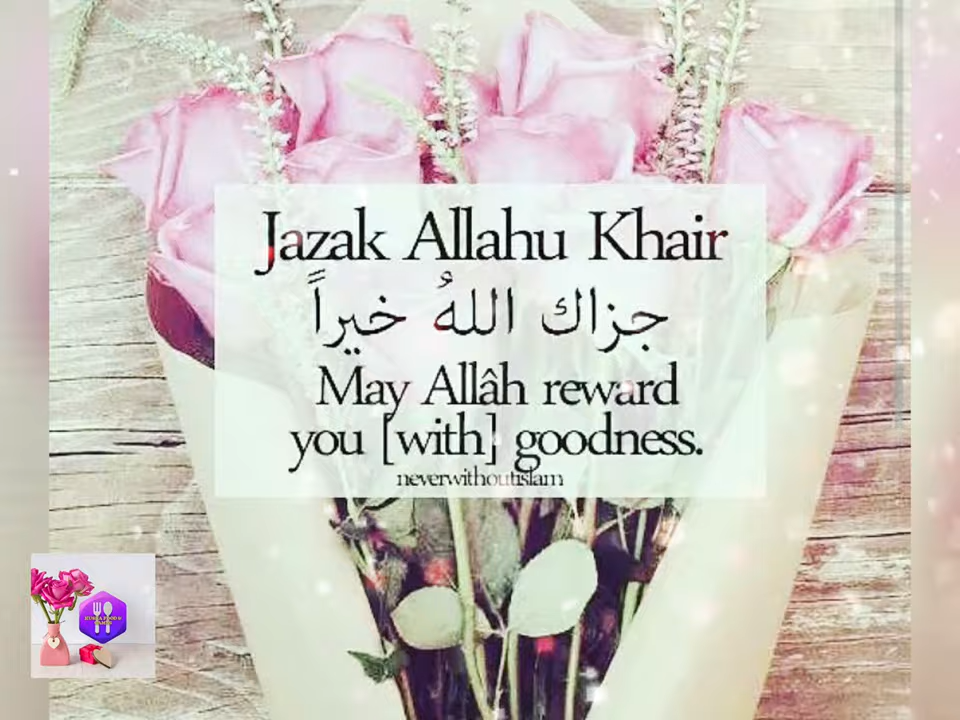 Jazak Allahu Khair
جزاك اللهُ خيراً
May Allâh reward
you [with] goodness.
neverwithoutislam